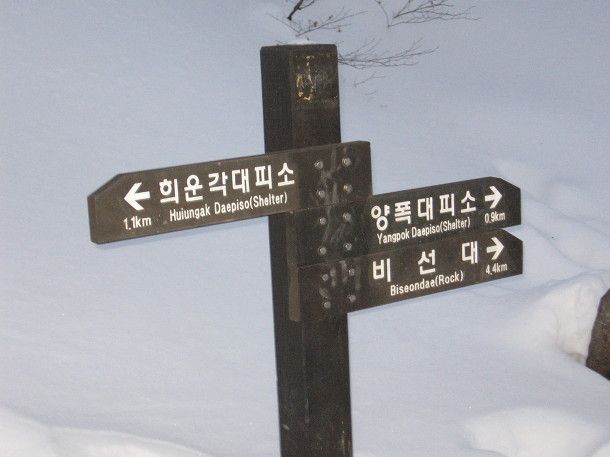 ← 희운각대피소
1.1km Huiungak Daepiso(Shelter)
양폭대피소 →
Yangpok Daepiso(Shelter) 0.9km
비선대 →
Biseondae(Rock) 4.4km